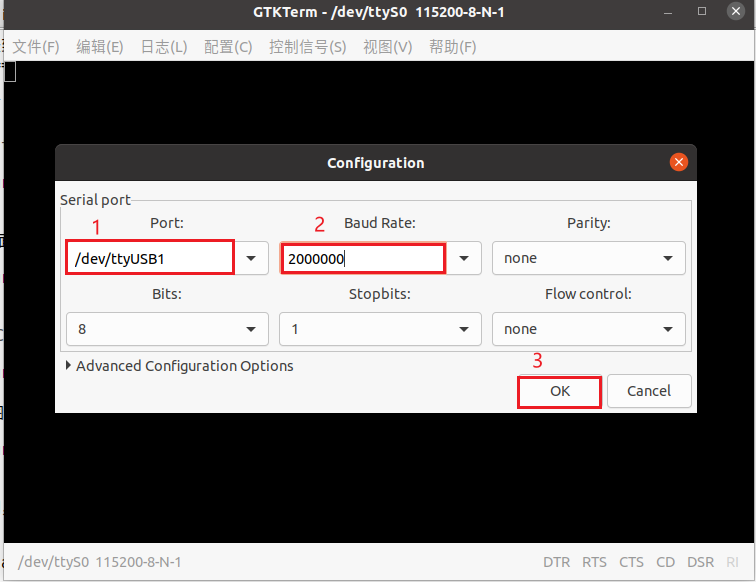 GTKTerm - /dev/ttyS0 115200-8-N-1
文件(F) 编辑(E) 日志(L) 配置(C) 控制信号(S) 视图(V) 帮助(F)
Configuration
Serial port
1 Port: 2 Baud Rate: Parity:
/dev/ttyUSB1 2000000 none
Bits: Stopbits: Flow control:
8 1 none
Advanced Configuration Options
3
OK Cancel
/dev/ttyS0 115200-8-N-1 DTR RTS CTS CD DSR RI